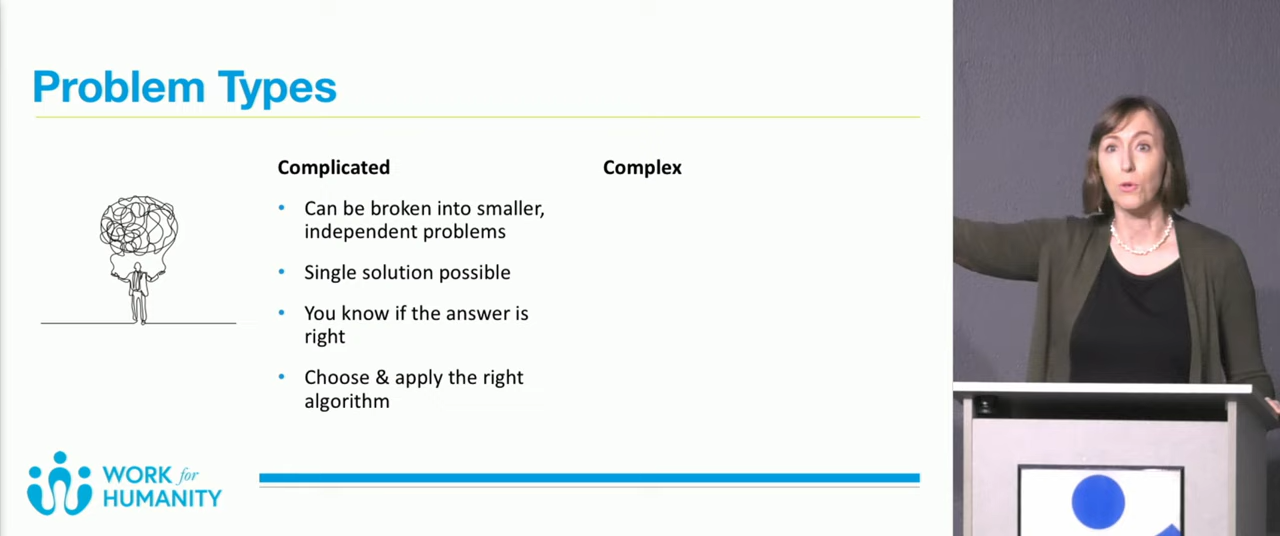 Problem Types
Complicated
Can be broken into smaller,
independent problems
Single solution possible
You know if the answer is
right
Choose & apply the right
algorithm
Complex
WORK for
HUMANITY